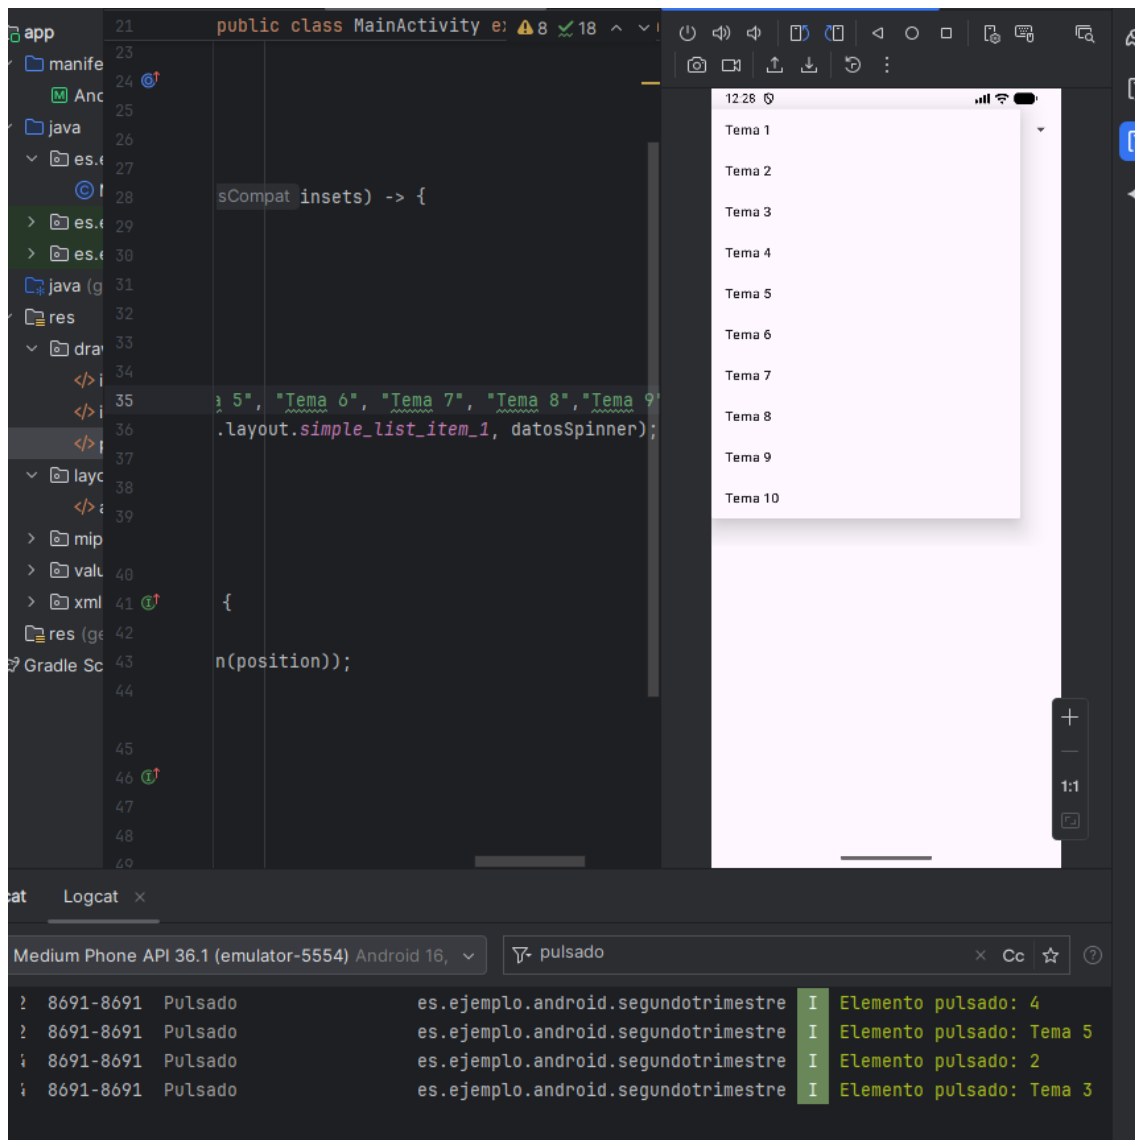 app
manife
M And
java
es.e
C
es.e
es.e
java (g
res
dra
</> i
</> i
</> p
layo
</> a
mip
valu
xml
res (ge
Gradle Sc
21 public class MainActivity e 8 18
23
24
25
26
27
28 sCompat insets) -> {
29
30
31
32
33
34
35 a 5", "Tema 6", "Tema 7", "Tema 8","Tema 9"
36 .layout.simple_list_item_1, datosSpinner);
37
38
39
40
41 {
42
43 n(position));
44
45
46
47
48
49
12:28
Tema 1
Tema 2
Tema 3
Tema 4
Tema 5
Tema 6
Tema 7
Tema 8
Tema 9
Tema 10
1:1
cat Logcat ×
Medium Phone API 36.1 (emulator-5554) Android 16, pulsado × Cc ?
2 8691-8691 Pulsado es.ejemplo.android.segundotrimestre I Elemento pulsado: 4
2 8691-8691 Pulsado es.ejemplo.android.segundotrimestre I Elemento pulsado: Tema 5
4 8691-8691 Pulsado es.ejemplo.android.segundotrimestre I Elemento pulsado: 2
4 8691-8691 Pulsado es.ejemplo.android.segundotrimestre I Elemento pulsado: Tema 3